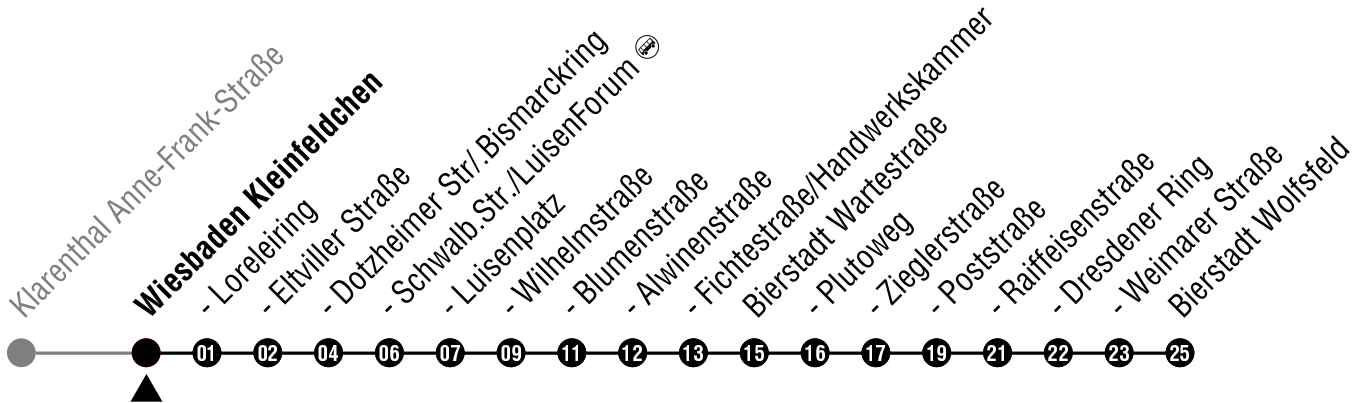 Klarenthal Anne-Frank-Straße
Wiesbaden Kleinfeldchen
- Loreleiring
- Eltviller Straße
- Dotzheimer Str/.Bismarckring
- Schwalb.Str./LuisenForum
- Luisenplatz
- Wilhelmstraße
- Blumenstraße
- Alwinenstraße
- Fichtestraße/Handwerkskammer
Bierstadt Wartestraße
- Plutoweg
- Zieglerstraße
- Poststraße
- Raiffeisenstraße
- Dresdener Ring
- Weimarer Straße
Bierstadt Wolfsfeld
01 02 04 06 07 09 11 12 13 15 16 17 19 21 22 23 25